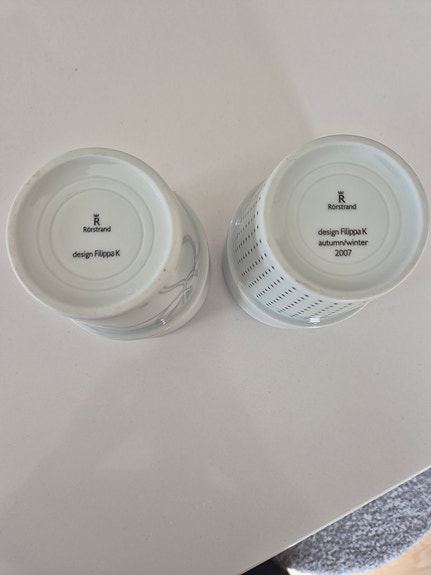 R
Rörstrand
design Filippa K
R
Rörstrand
design Filippa K
autumn/winter
2007